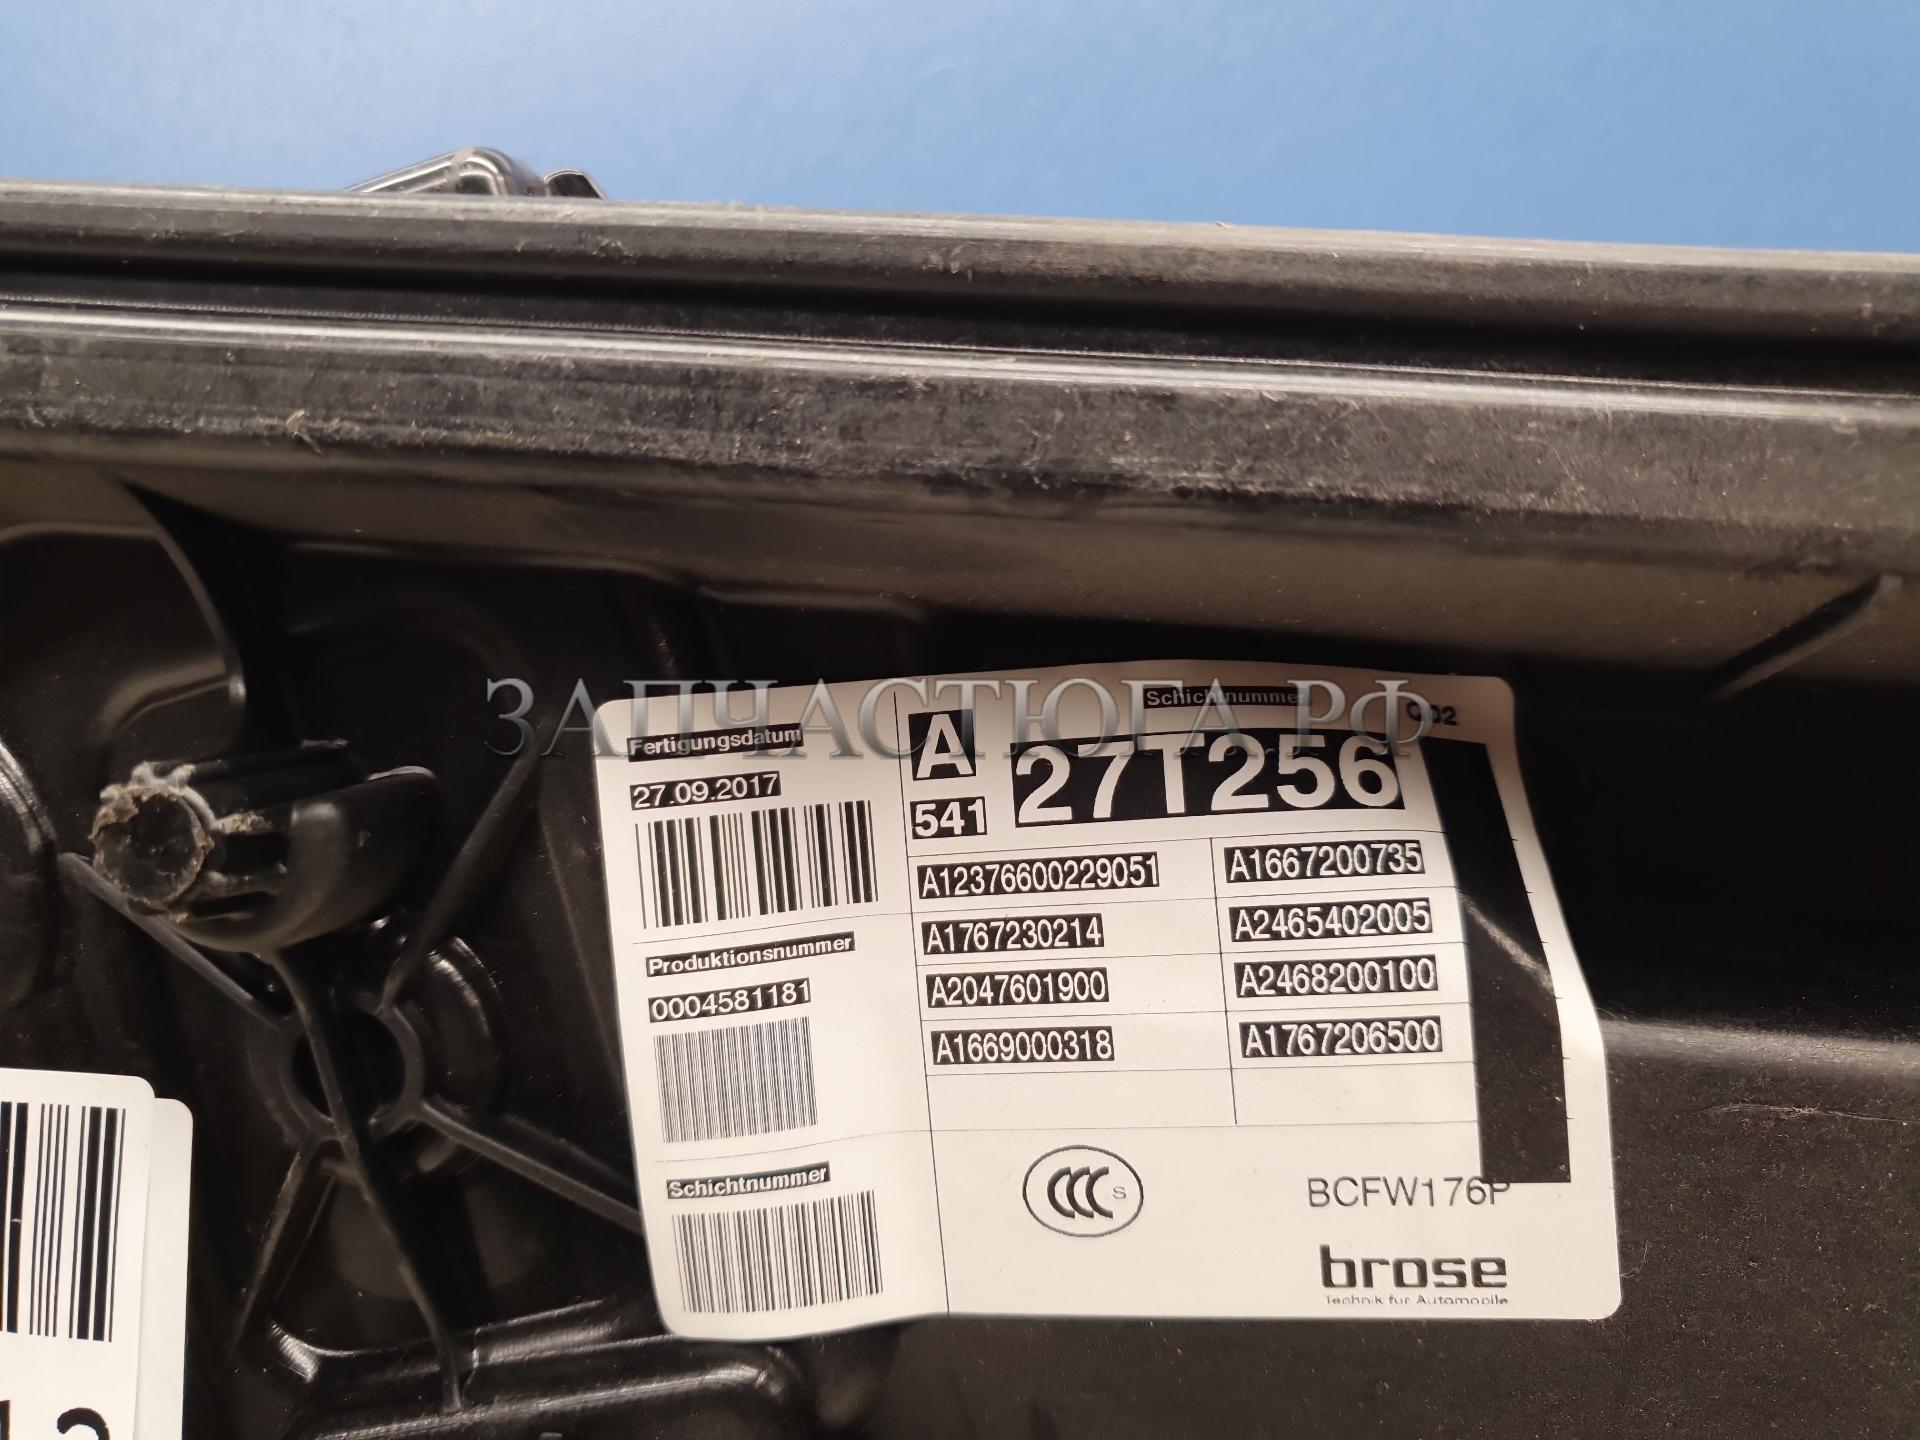 ЗАПЧАСТЮГА.РФ
Fertigungsdatum
27.09.2017
A
541
Schichtnummer
27T256
A12376600229051
A1667200735
A1767230214
A2465402005
A2047601900
A2468200100
A1669000318
A1767206500
Produktionsnummer
0004581181
Schichtnummer
CCC S
BCFW176P
brose
Technik für Automobile